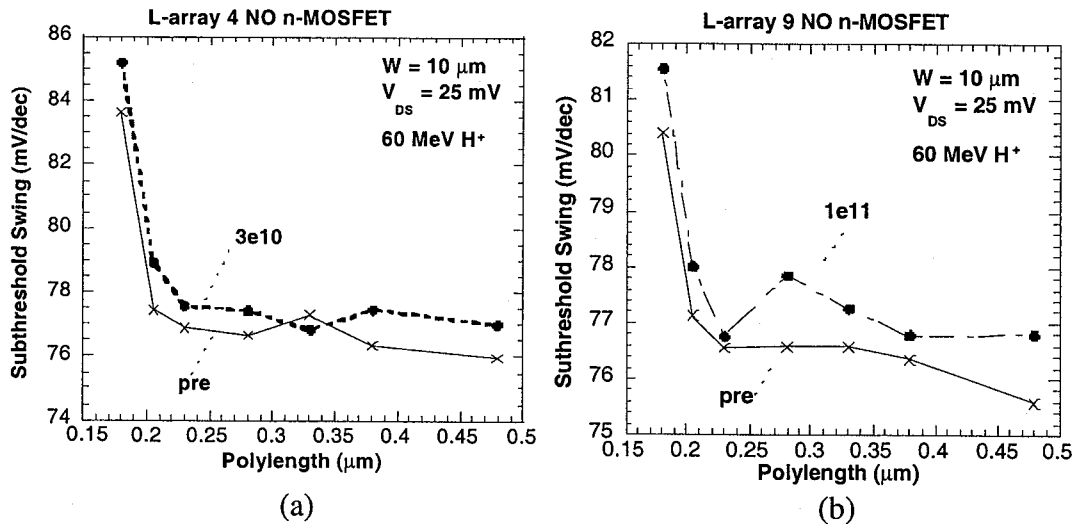 L-array 4 NO n-MOSFET
86
84
82
80
78
76
74
Subthreshold Swing (mV/dec)
W = 10 μm
V_DS = 25 mV
60 MeV H⁺
3e10
pre
0.15 0.2 0.25 0.3 0.35 0.4 0.45 0.5
Polylength (μm)
(a)
L-array 9 NO n-MOSFET
82
81
80
79
78
77
76
75
Suthreshold Swing (mV/dec)
W = 10 μm
V_DS = 25 mV
60 MeV H⁺
1e11
pre
0.15 0.2 0.25 0.3 0.35 0.4 0.45 0.5
Polylength (μm)
(b)